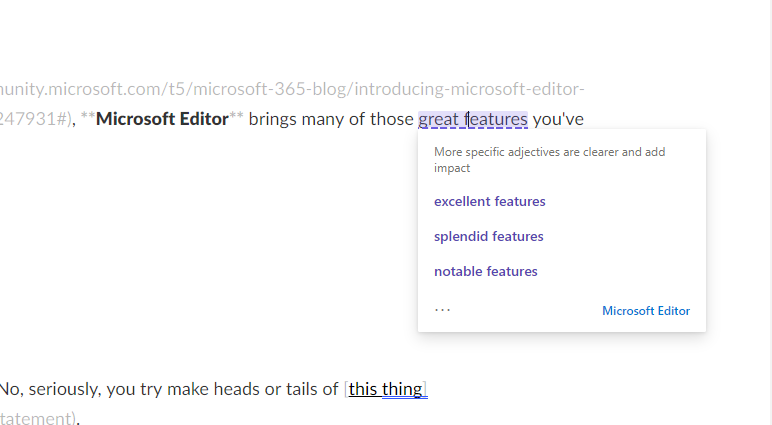 nunity.microsoft.com/t5/microsoft-365-blog/introducing-microsoft-editor-
247931#), **Microsoft Editor** brings many of those great features you've
More specific adjectives are clearer and add
impact
excellent features
splendid features
notable features
... Microsoft Editor
No, seriously, you try make heads or tails of [this thing]
tatement).